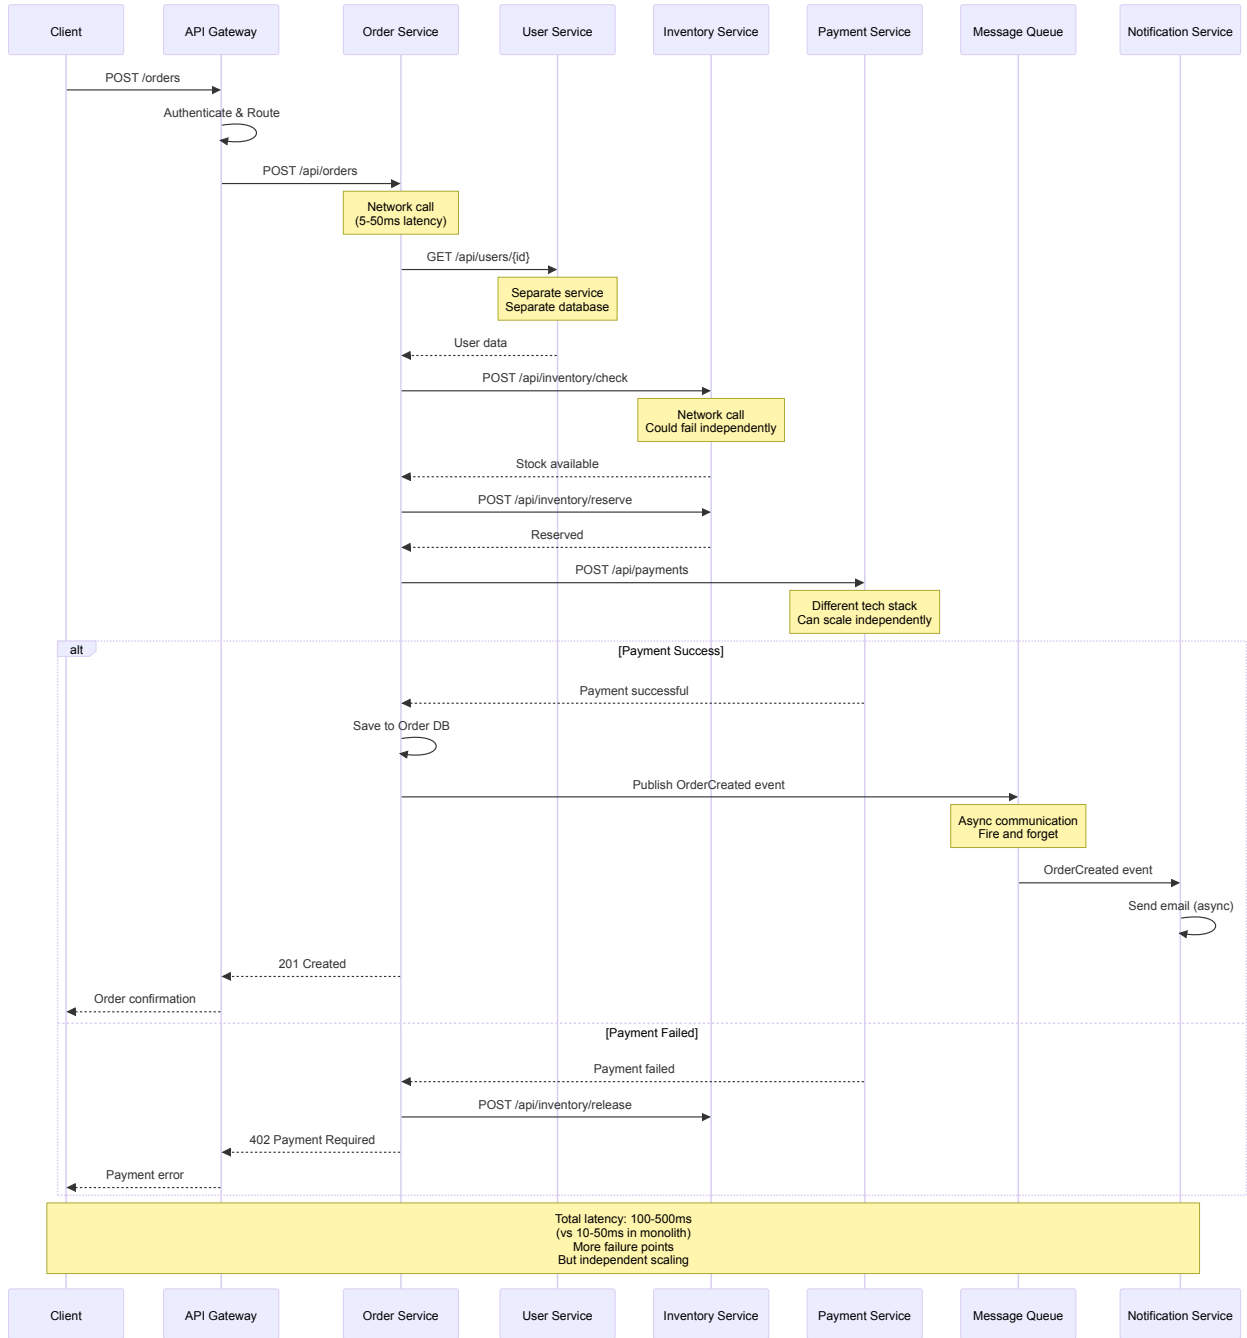 Client
API Gateway
Order Service
User Service
Inventory Service
Payment Service
Message Queue
Notification Service
POST /orders
Authenticate & Route
POST /api/orders
Network call
(5-50ms latency)
GET /api/users/{id}
Separate service
Separate database
User data
POST /api/inventory/check
Network call
Could fail independently
Stock available
POST /api/inventory/reserve
Reserved
POST /api/payments
Different tech stack
Can scale independently
alt
[Payment Success]
Payment successful
Save to Order DB
Publish OrderCreated event
Async communication
Fire and forget
OrderCreated event
Send email (async)
201 Created
Order confirmation
[Payment Failed]
Payment failed
POST /api/inventory/release
402 Payment Required
Payment error
Total latency: 100-500ms
(vs 10-50ms in monolith)
More failure points
But independent scaling
Client
API Gateway
Order Service
User Service
Inventory Service
Payment Service
Message Queue
Notification Service